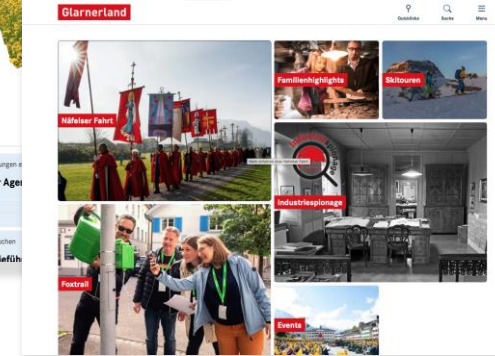 Glarnerland
Quicklinks
Suche
Menu
Näfelser Fahrt
Familienhighlights
Skitouren
Industriespionage
Foxtrail
Events